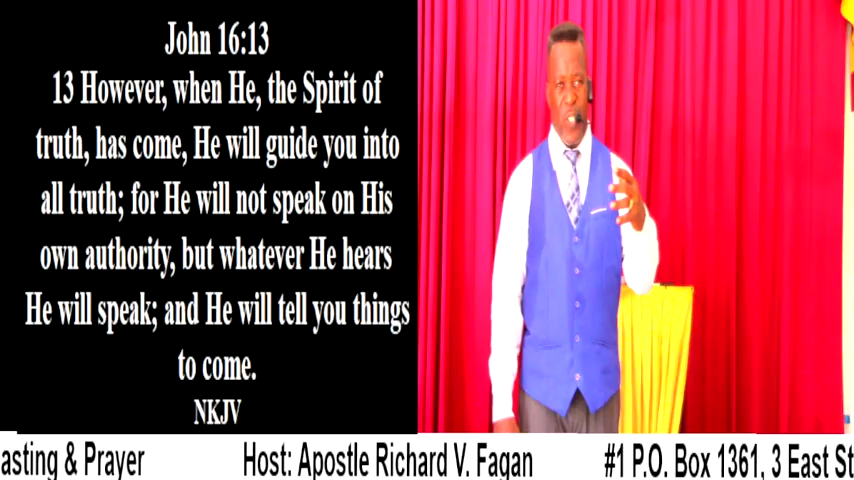 John 16:13
13 However, when He, the Spirit of
truth, has come, He will guide you into
all truth; for He will not speak on His
own authority, but whatever He hears
He will speak; and He will tell you things
to come.
NKJV
asting & Prayer Host: Apostle Richard V. Fagan #1 P.O. Box 1361, 3 East St